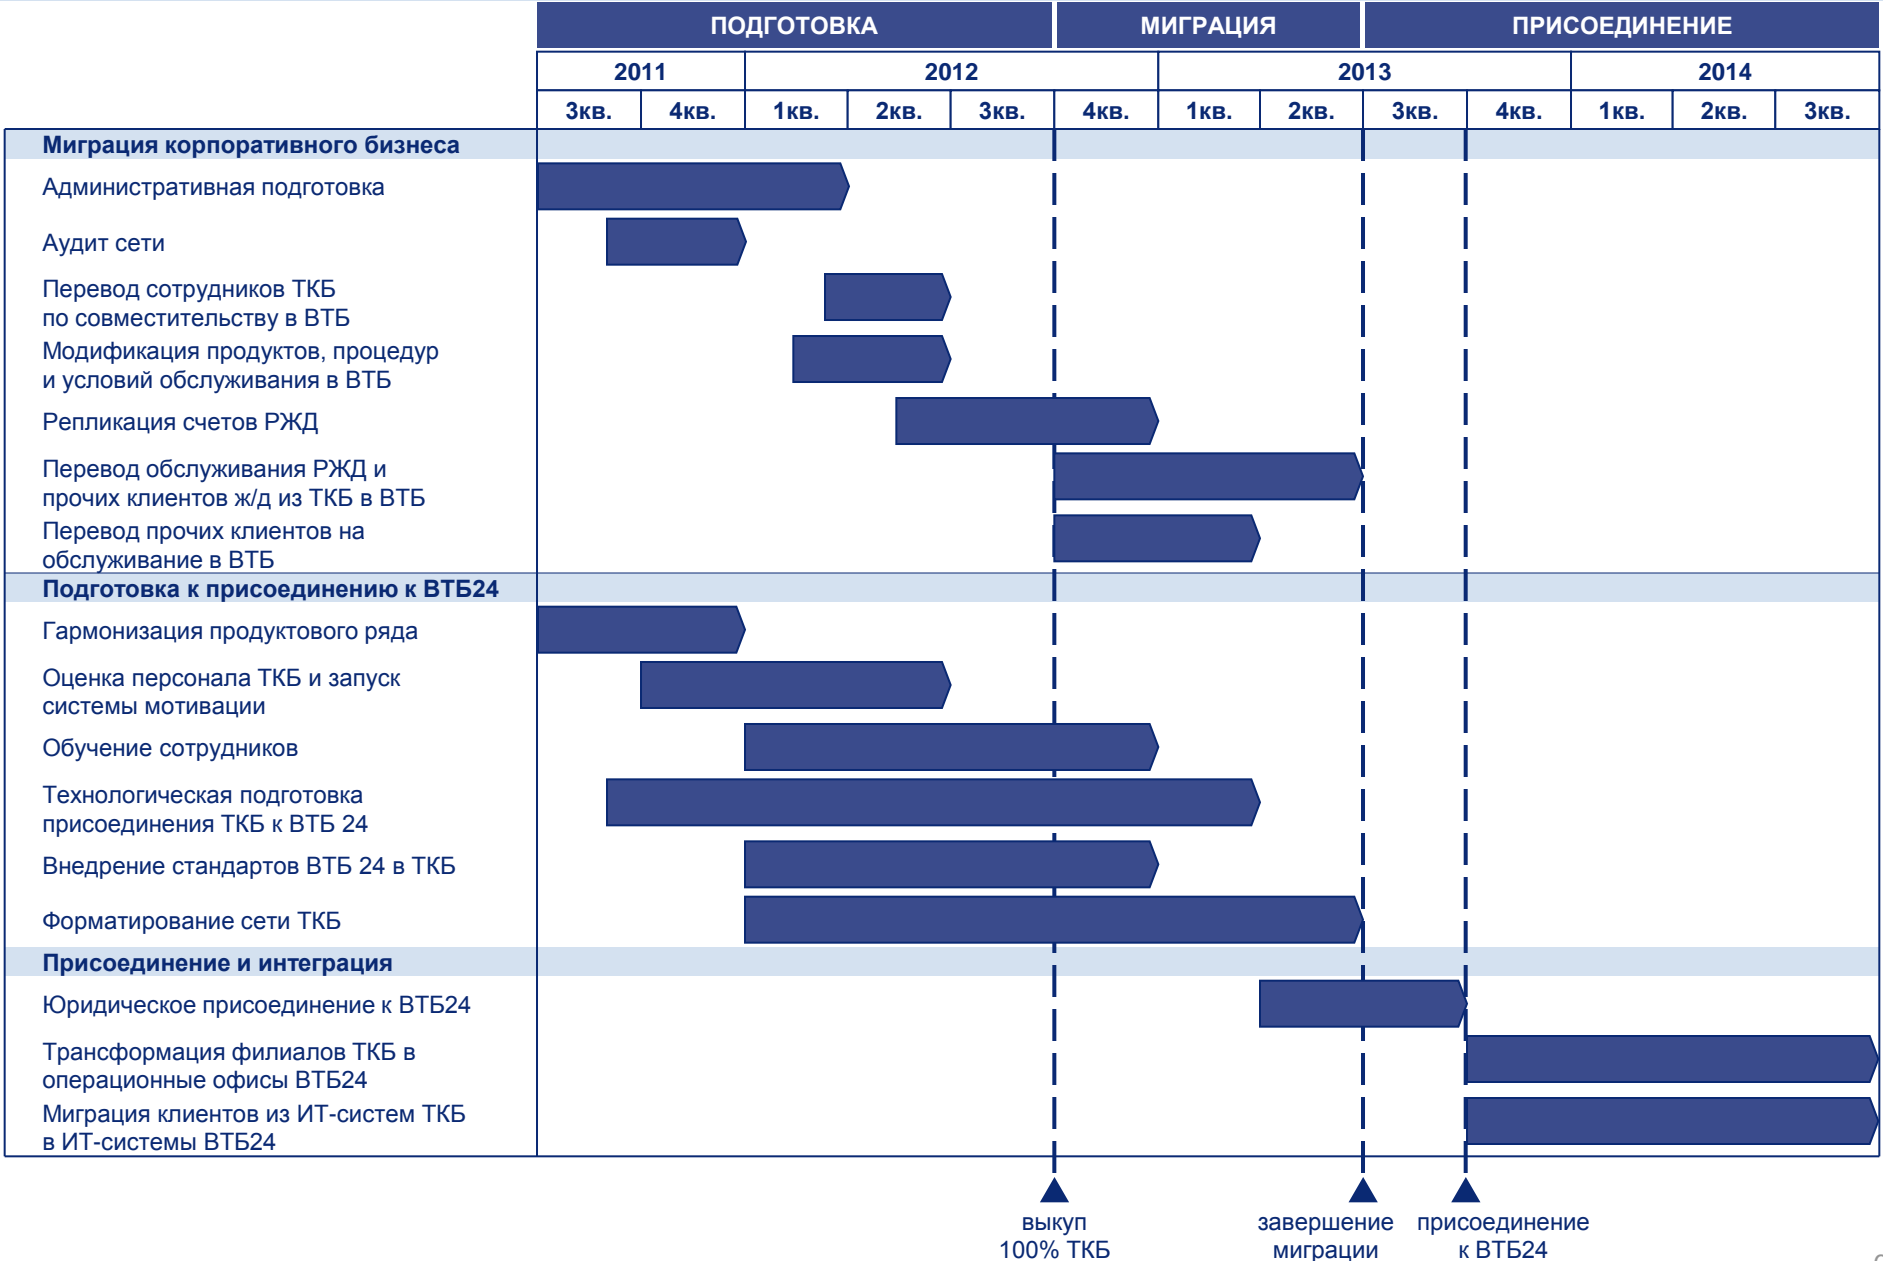 ПОДГОТОВКА МИГРАЦИЯ ПРИСОЕДИНЕНИЕ
2011 2012 2013 2014
3кв. 4кв. 1кв. 2кв. 3кв. 4кв. 1кв. 2кв. 3кв. 4кв. 1кв. 2кв. 3кв.
Миграция корпоративного бизнеса
Административная подготовка
Аудит сети
Перевод сотрудников ТКБ
по совместительству в ВТБ
Модификация продуктов, процедур
и условий обслуживания в ВТБ
Репликация счетов РЖД
Перевод обслуживания РЖД и
прочих клиентов ж/д из ТКБ в ВТБ
Перевод прочих клиентов на
обслуживание в ВТБ
Подготовка к присоединению к ВТБ24
Гармонизация продуктового ряда
Оценка персонала ТКБ и запуск
системы мотивации
Обучение сотрудников
Технологическая подготовка
присоединения ТКБ к ВТБ 24
Внедрение стандартов ВТБ 24 в ТКБ
Форматирование сети ТКБ
Присоединение и интеграция
Юридическое присоединение к ВТБ24
Трансформация филиалов ТКБ в
операционные офисы ВТБ24
Миграция клиентов из ИТ-систем ТКБ
в ИТ-системы ВТБ24
выкуп
100% ТКБ
завершение
миграции
присоединение
к ВТБ24